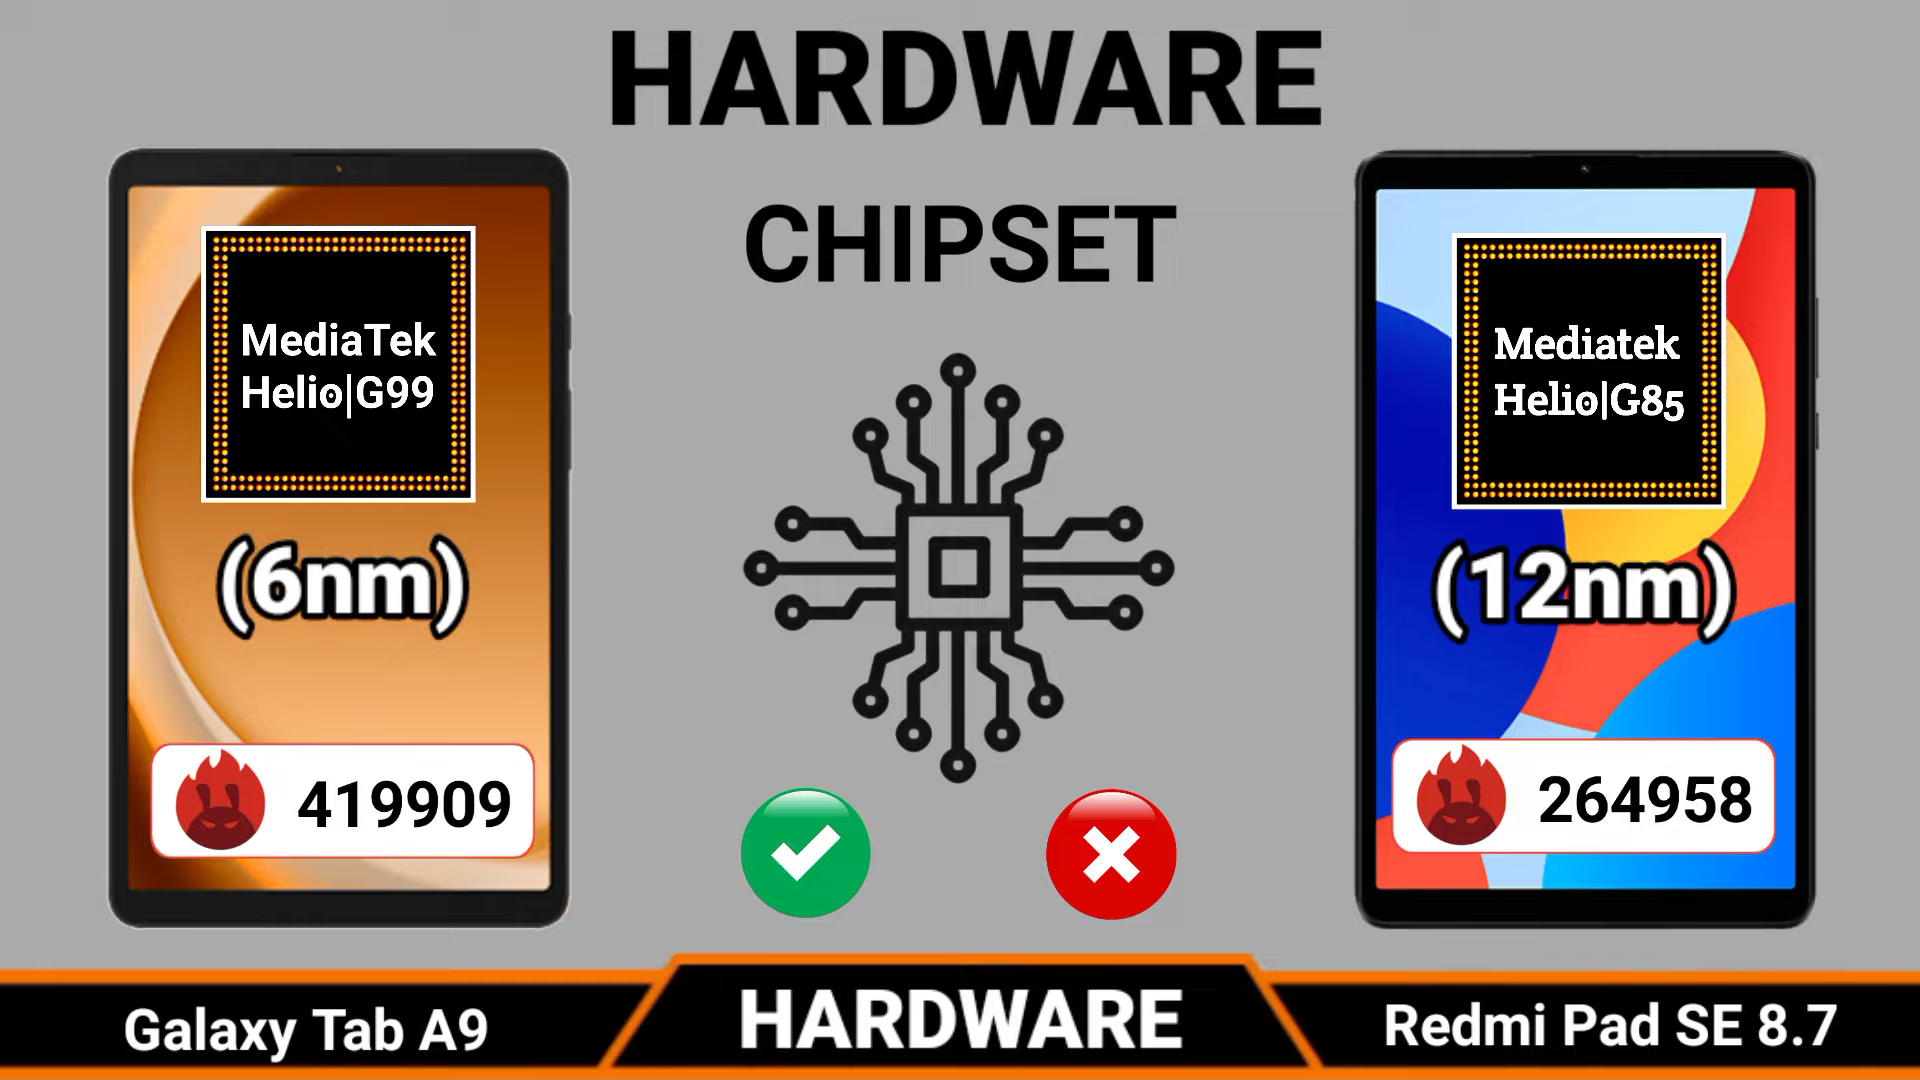 HARDWARE
CHIPSET
MediaTek
Helio|G99
(6nm)
419909
Mediatek
Helio|G85
(12nm)
264958
Galaxy Tab A9
HARDWARE
Redmi Pad SE 8.7